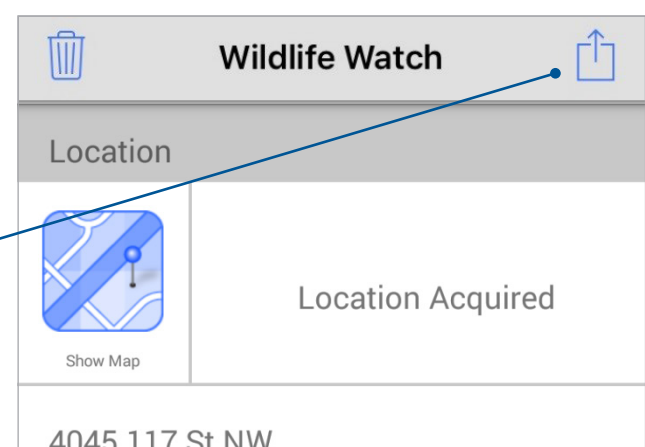 Wildlife Watch
Location
Location Acquired
Show Map
4045 117 St NW